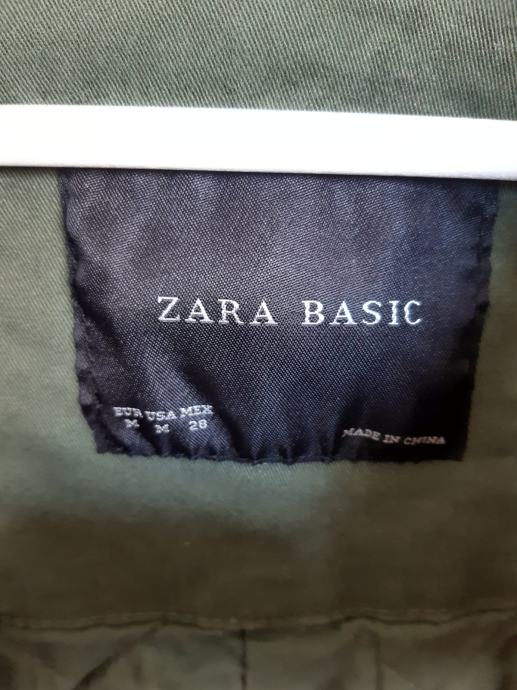 ZARA BASIC
EUR USA MEX
M M 28
MADE IN CHINA